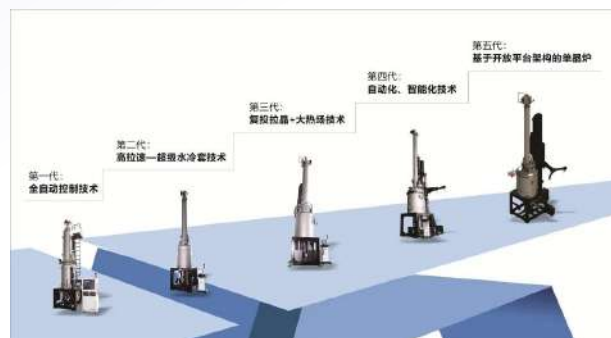 第一代：
全自动控制技术
第二代：
高拉速—超级水冷套技术
第三代：
复投拉晶+大热场技术
第四代：
自动化、智能化技术
第五代：
基于开放平台架构的单晶炉